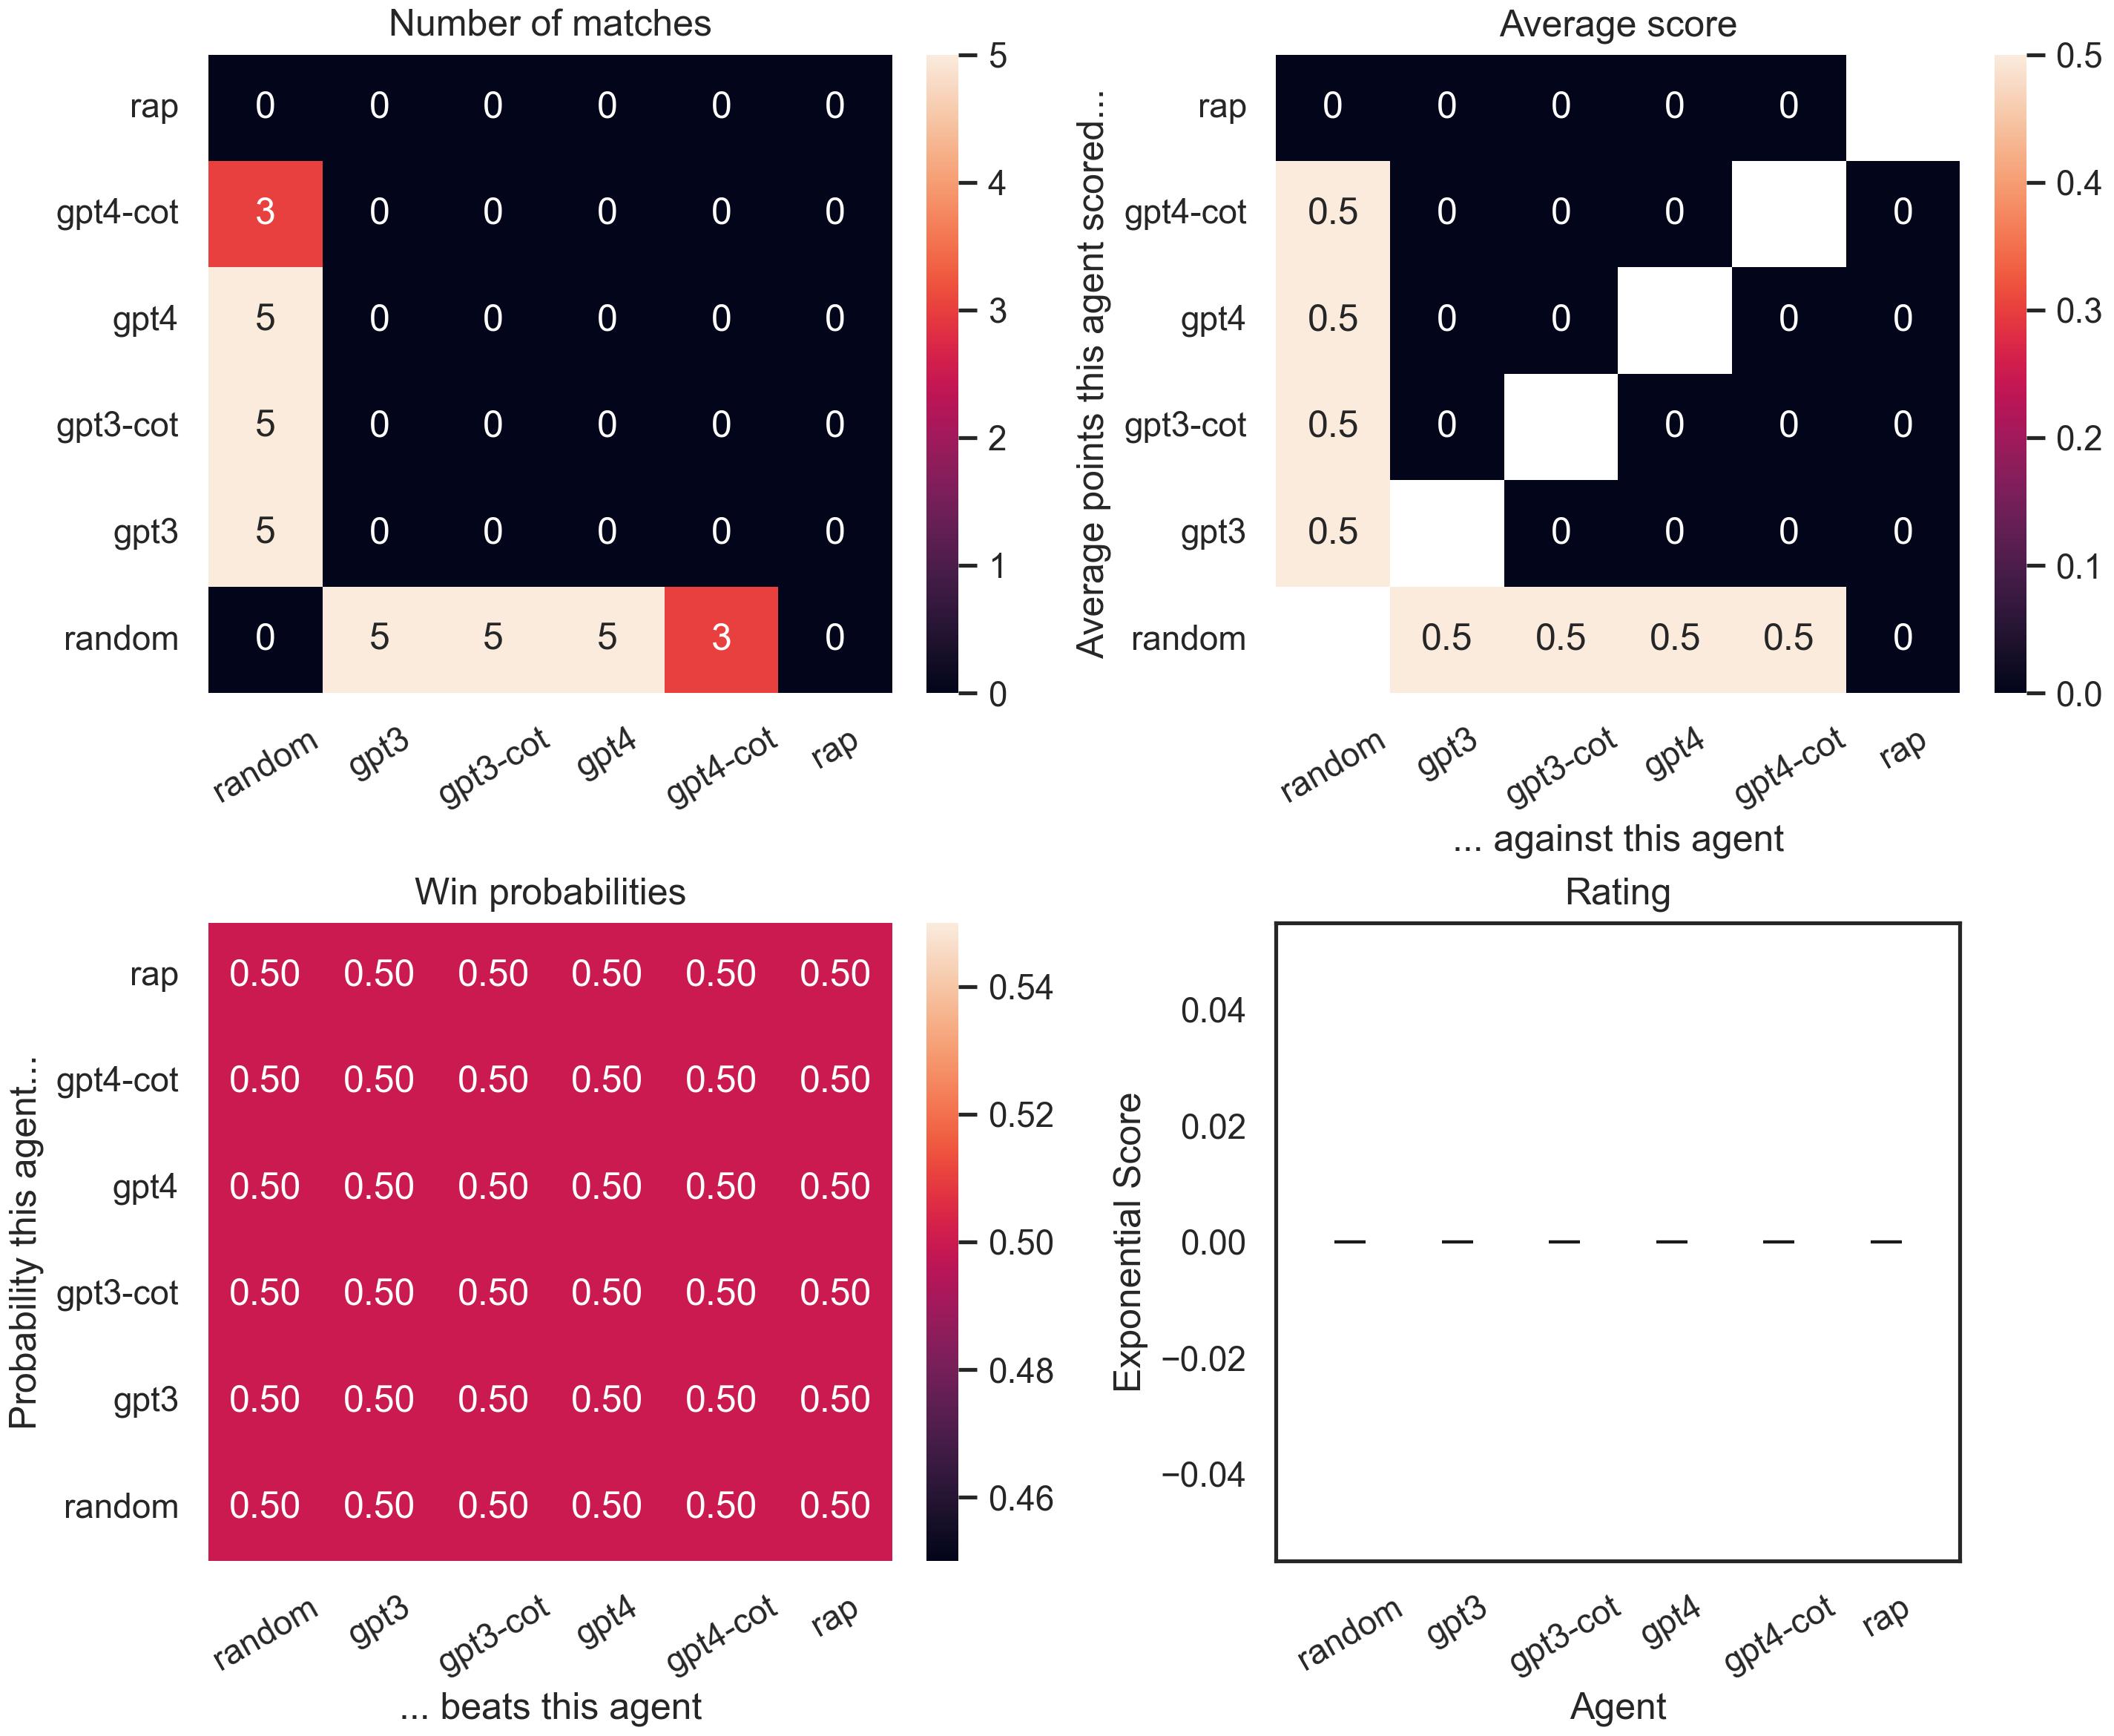 Number of matches
rap 0 0 0 0 0 0
gpt4-cot 3 0 0 0 0 0
gpt4 5 0 0 0 0 0
gpt3-cot 5 0 0 0 0 0
gpt3 5 0 0 0 0 0
random 0 5 5 5 3 0
random gpt3 gpt3-cot gpt4 gpt4-cot rap
5
4
3
2
1
0
Average score
Average points this agent scored...
rap 0 0 0 0 0
gpt4-cot 0.5 0 0 0 0
gpt4 0.5 0 0 0 0
gpt3-cot 0.5 0 0 0 0
gpt3 0.5 0 0 0 0
random 0.5 0.5 0.5 0.5 0
random gpt3 gpt3-cot gpt4 gpt4-cot rap
... against this agent
0.5
0.4
0.3
0.2
0.1
0.0
Win probabilities
Probability this agent...
rap 0.50 0.50 0.50 0.50 0.50 0.50
gpt4-cot 0.50 0.50 0.50 0.50 0.50 0.50
gpt4 0.50 0.50 0.50 0.50 0.50 0.50
gpt3-cot 0.50 0.50 0.50 0.50 0.50 0.50
gpt3 0.50 0.50 0.50 0.50 0.50 0.50
random 0.50 0.50 0.50 0.50 0.50 0.50
random gpt3 gpt3-cot gpt4 gpt4-cot rap
... beats this agent
0.54
0.52
0.50
0.48
0.46
Rating
Exponential Score
0.04
0.02
0.00
−0.02
−0.04
random gpt3 gpt3-cot gpt4 gpt4-cot rap
Agent